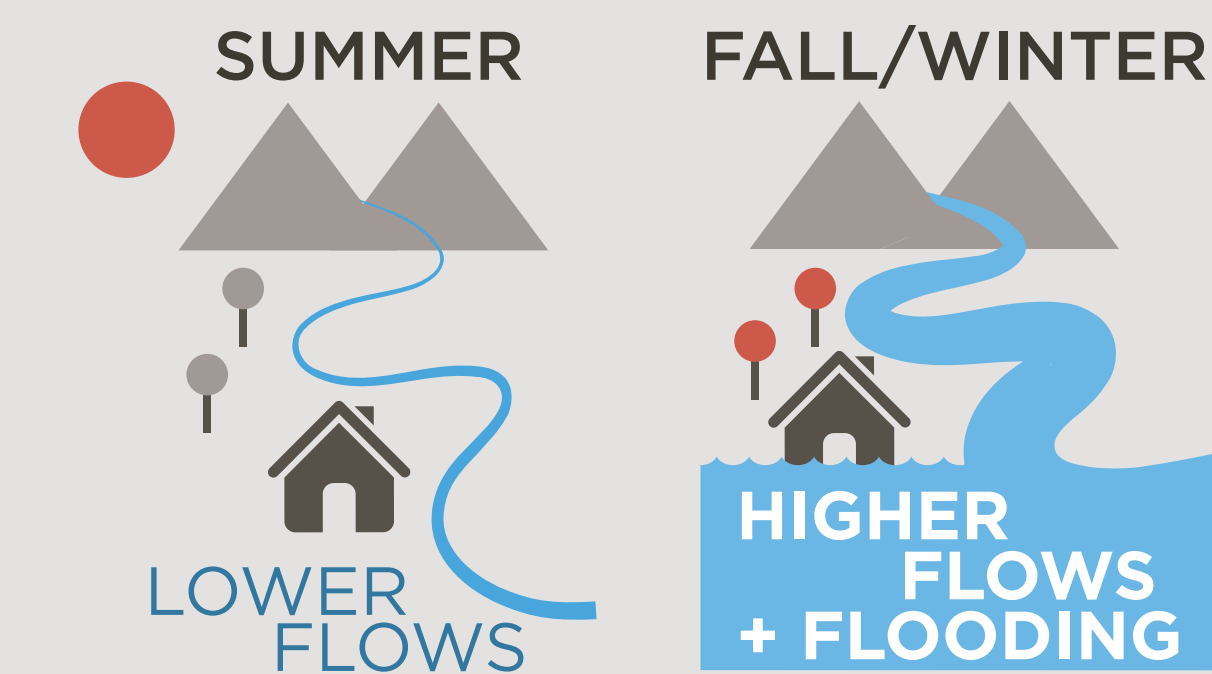 SUMMER
LOWER
FLOWS
FALL/WINTER
HIGHER
FLOWS
+ FLOODING